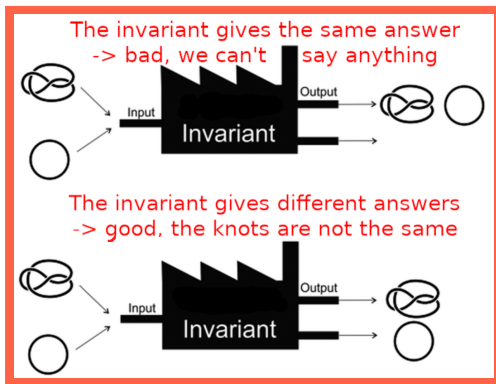 The invariant gives the same answer
-> bad, we can't say anything
Input
Output
Invariant
The invariant gives different answers
-> good, the knots are not the same
Input
Output
Invariant